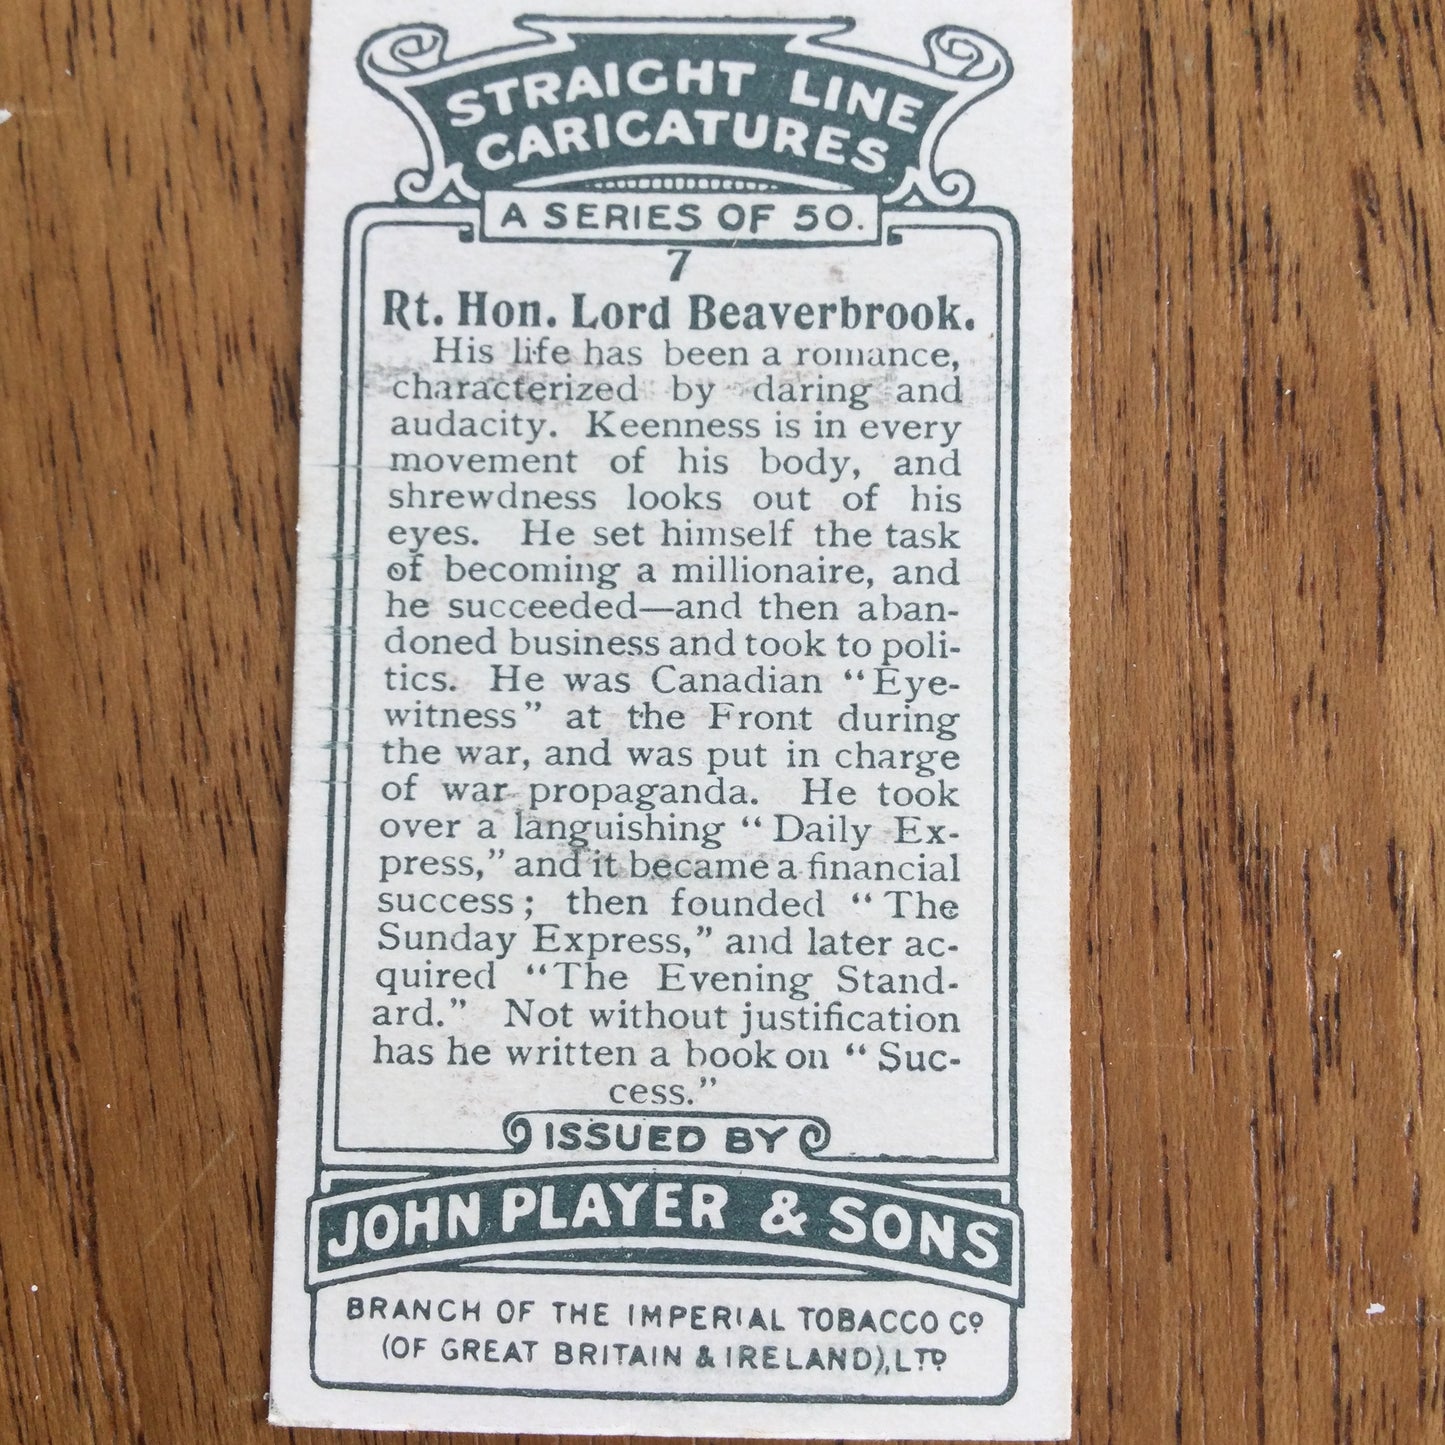 STRAIGHT LINE
CARICATURES
A SERIES OF 50.
7
Rt. Hon. Lord Beaverbrook.
His life has been a romance,
characterized by daring and
audacity. Keenness is in every
movement of his body, and
shrewdness looks out of his
eyes. He set himself the task
of becoming a millionaire, and
he succeeded—and then aban-
doned business and took to poli-
tics. He was Canadian "Eye-
witness" at the Front during
the war, and was put in charge
of war propaganda. He took
over a languishing "Daily Ex-
press," and it became a financial
success; then founded "The
Sunday Express," and later ac-
quired "The Evening Stand-
ard." Not without justification
has he written a book on "Suc-
cess."
ISSUED BY
JOHN PLAYER & SONS
BRANCH OF THE IMPERIAL TOBACCO Co.
(OF GREAT BRITAIN & IRELAND), LTD.